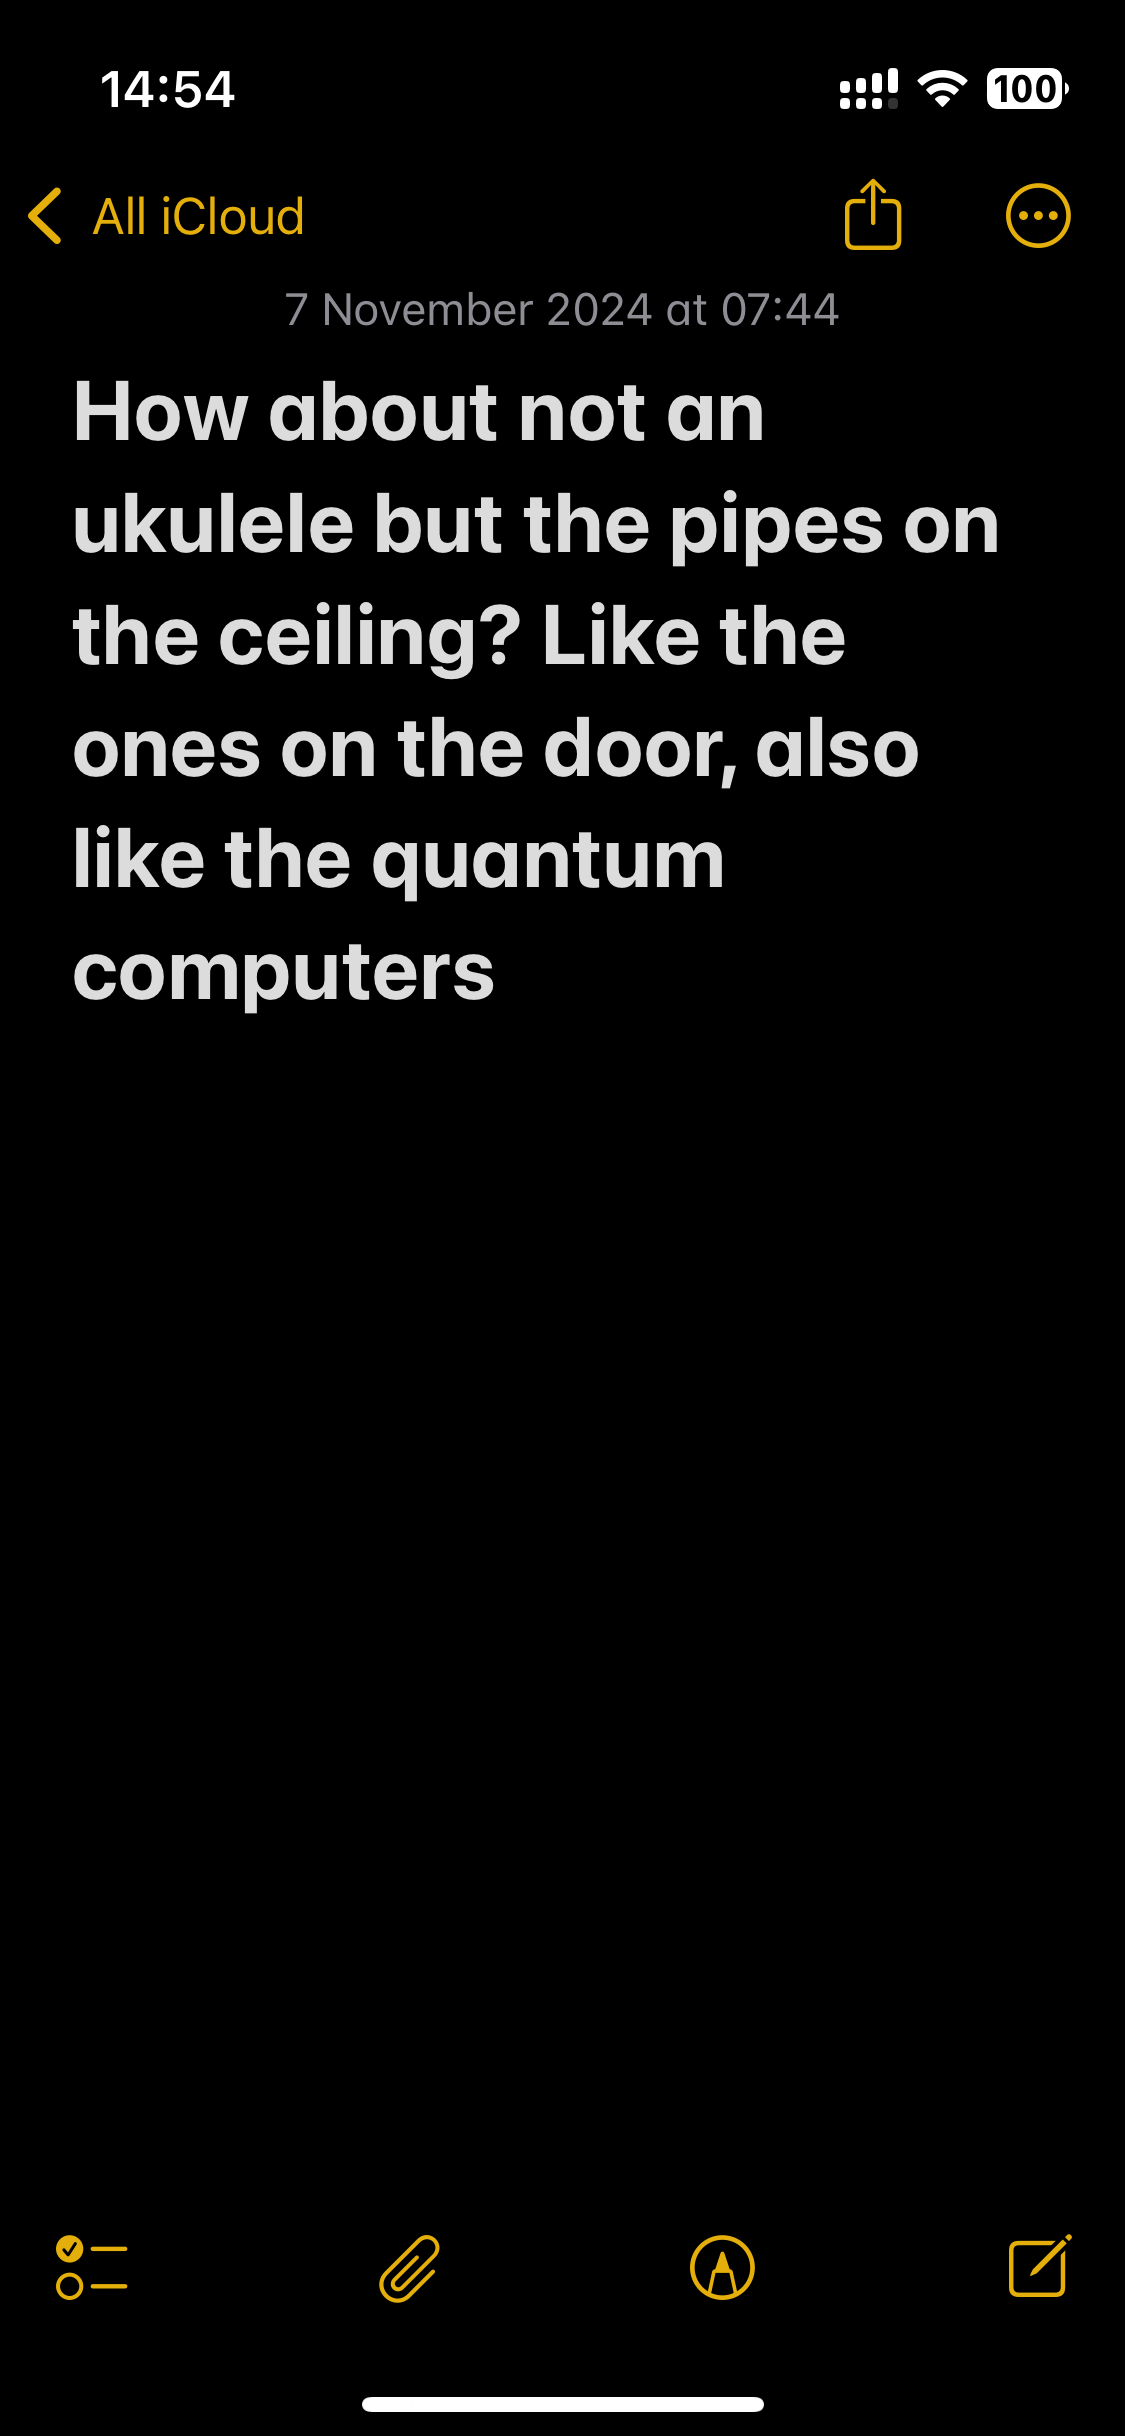 14:54
100
All iCloud
7 November 2024 at 07:44
How about not an
ukulele but the pipes on
the ceiling? Like the
ones on the door, also
like the quantum
computers